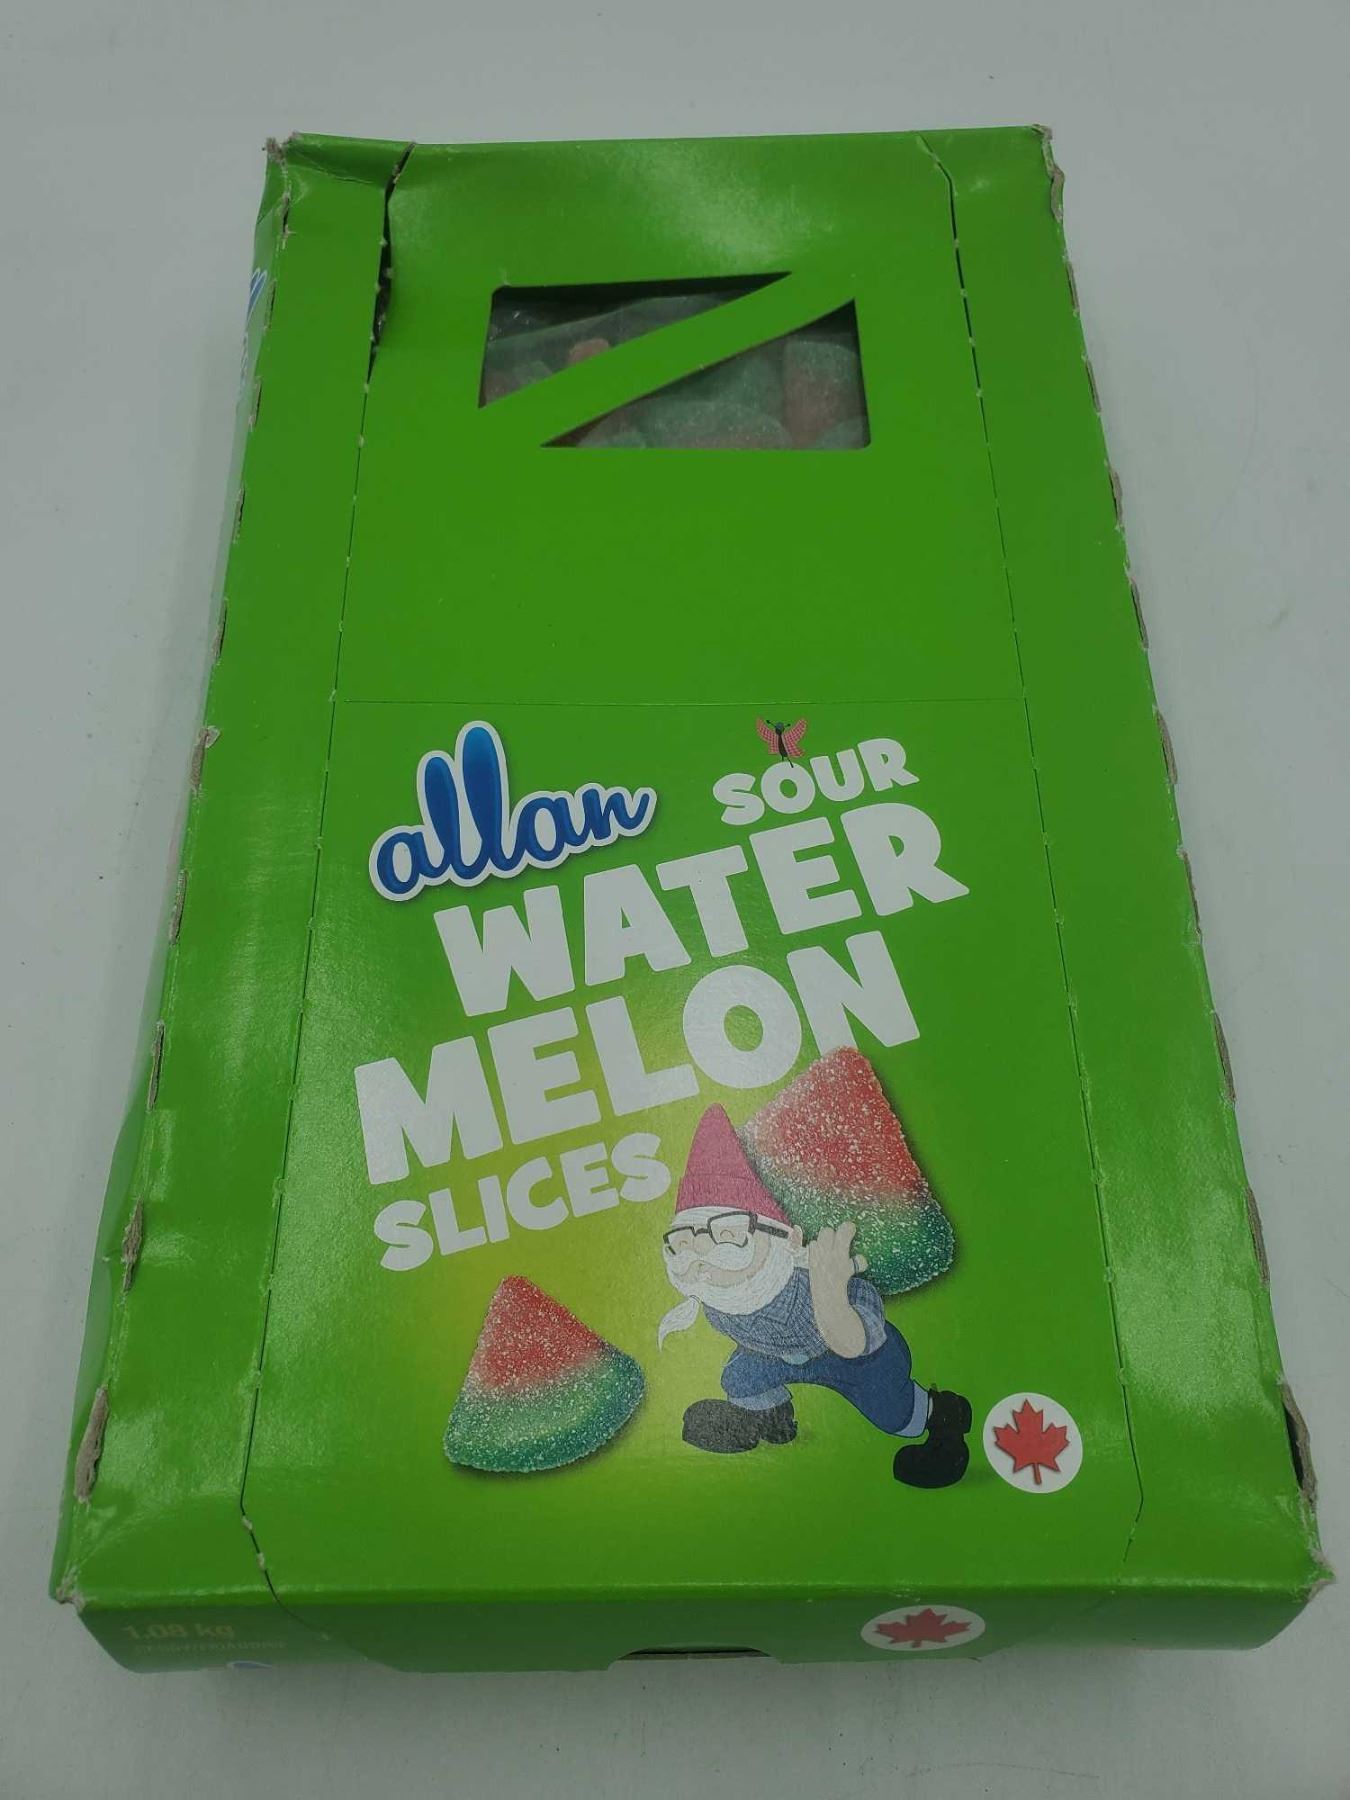 allan
SOUR
WATER
MELON
SLICES
1.08 kg